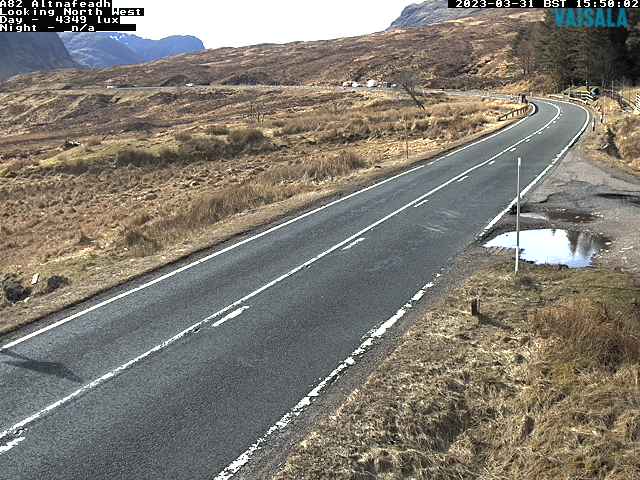 A82 Altnafeadh
Looking North West
Day - 4349 lux
Night - n/a
2023-03-31 BST 15:50:02
VAISALA